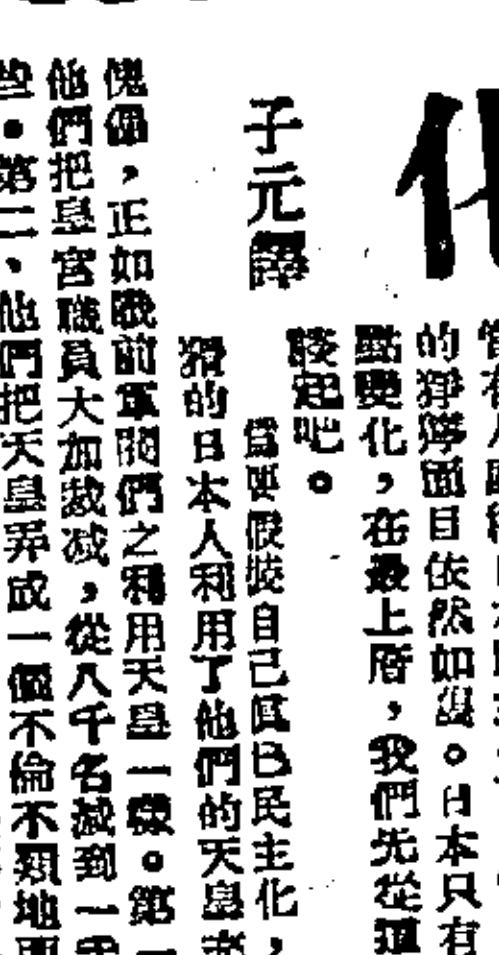 化
子元譯
的猙獰面目依然如舊。日本只有
點變化,在最上層,我們先從
談起吧。
為要假裝自己真已民主化,
猾的日本人利用了他們的天皇
傀儡,正如戰前軍閥們之利用天皇一樣。第一
他們把皇宮職員大加裁減,從八千名減到一千
些。第二、他們把天皇弄成一個不倫不類地